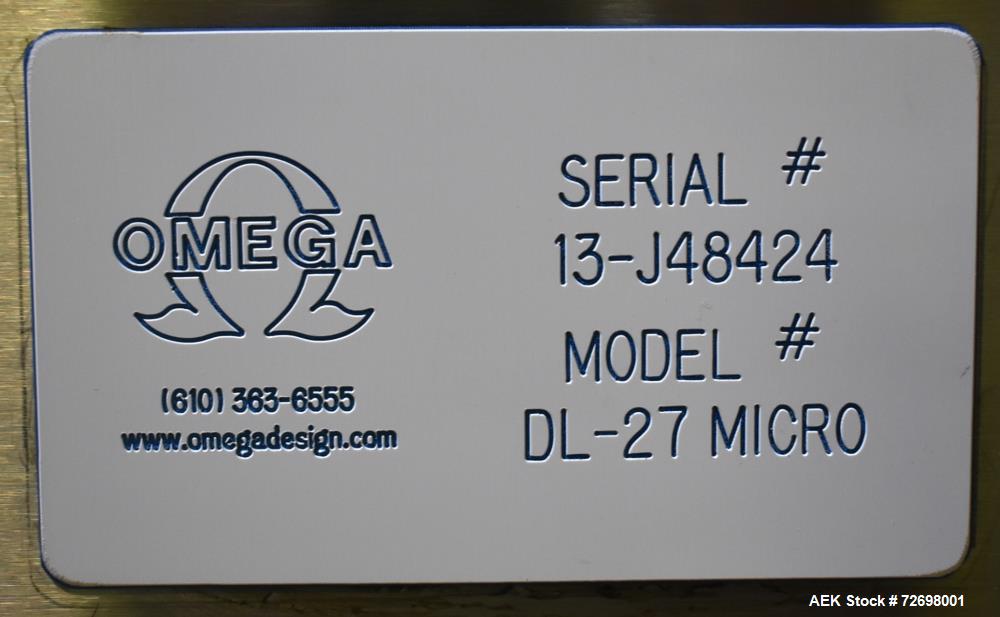 OMEGA
(610) 363-6555
www.omegadesign.com
SERIAL #
13-J48424
MODEL #
DL-27 MICRO
AEK Stock # 72698001